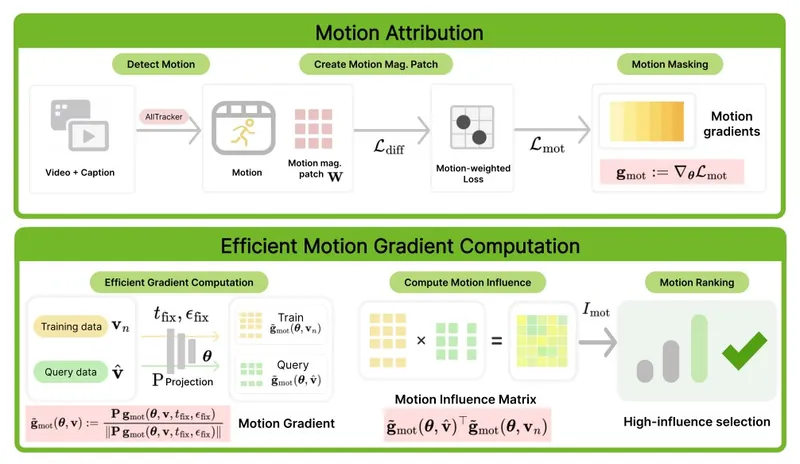 Motion Attribution
Detect Motion
Create Motion Mag. Patch
Motion Masking
AllTracker
Video + Caption
Motion
Motion mag.
patch W
ℒdiff
Motion-weighted
Loss
ℒmot
Motion
gradients
gmot := ∇θℒmot
Efficient Motion Gradient Computation
Efficient Gradient Computation
Compute Motion Influence
Motion Ranking
Training data vn
Query data v̂
tfix, ϵfix
θ
P Projection
Train
g̃mot(θ, vn)
Query
g̃mot(θ, v̂)
g̃mot(θ, v) := P gmot(θ, v, tfix, ϵfix) / ‖P gmot(θ, v, tfix, ϵfix)‖
Motion Gradient
× =
Motion Influence Matrix
g̃mot(θ, v̂)⊤g̃mot(θ, vn)
Imot
High-influence selection